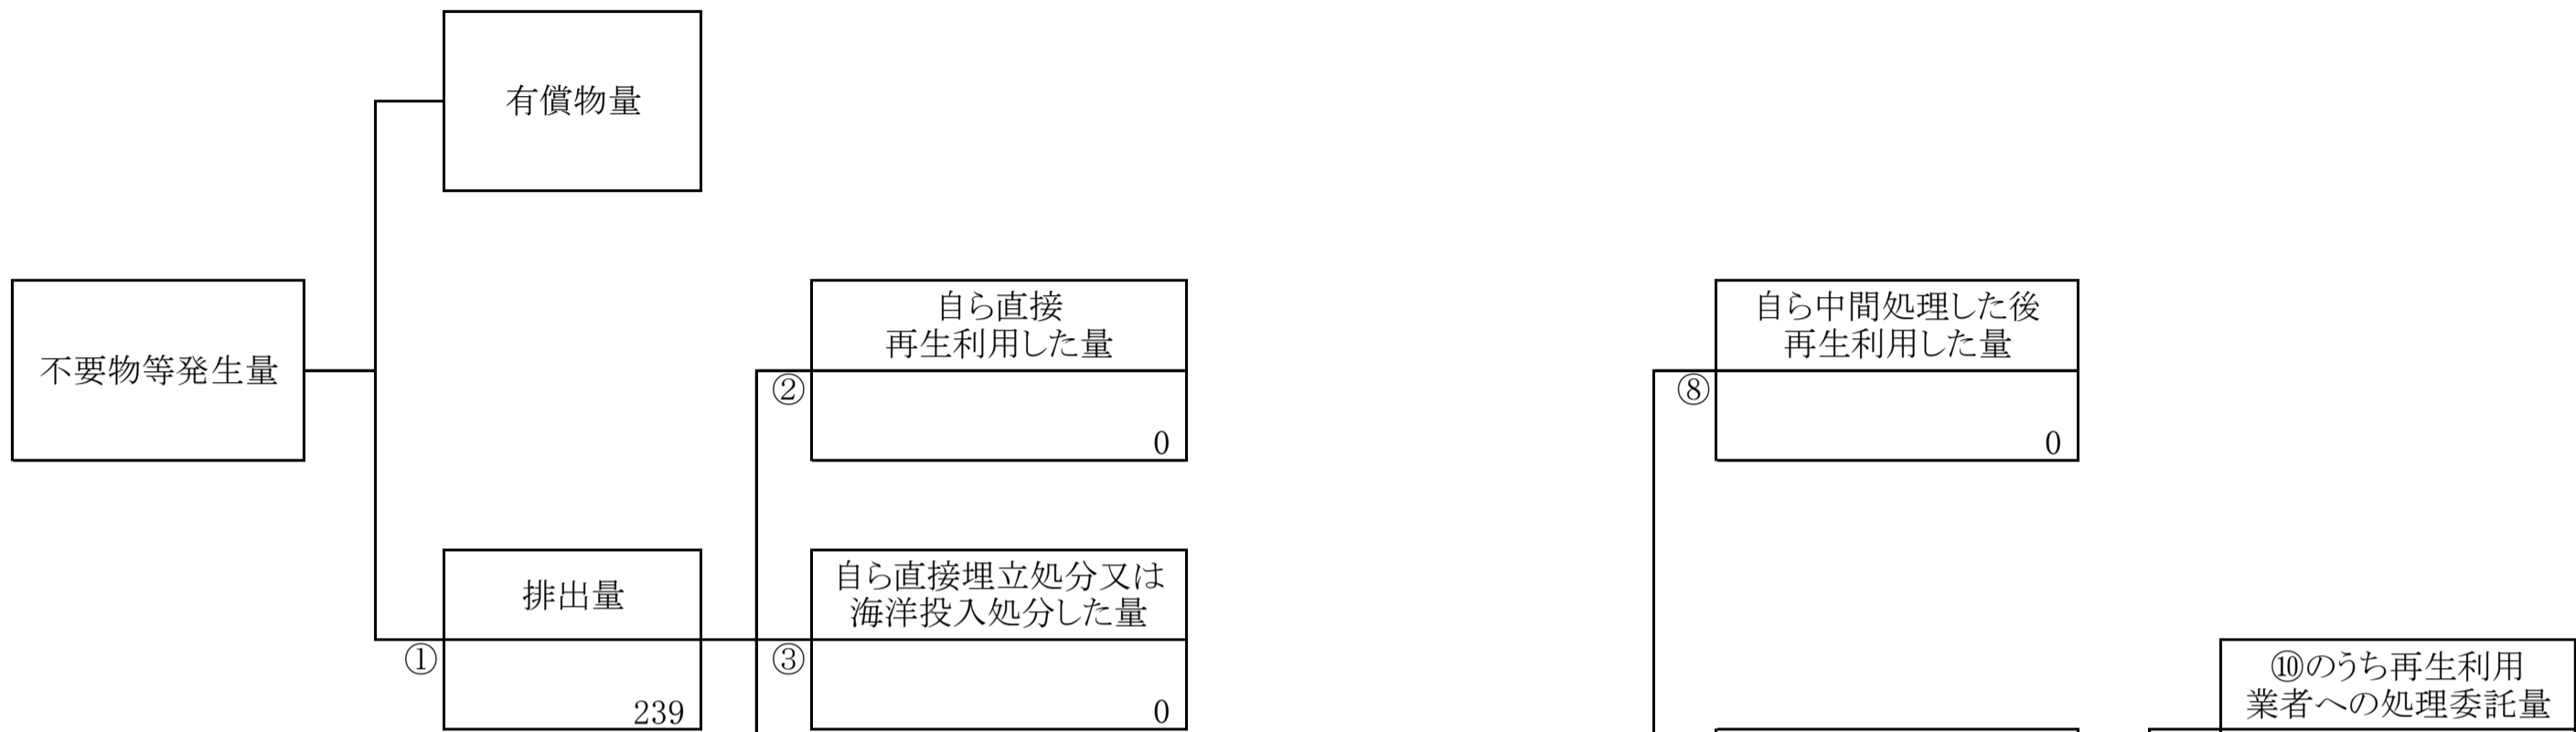 有償物量
不要物等発生量
自ら直接
再生利用した量
②
0
自ら中間処理した後
再生利用した量
⑧
0
排出量
①
239
自ら直接埋立処分又は
海洋投入処分した量
③
0
⑩のうち再生利用
業者への処理委託量